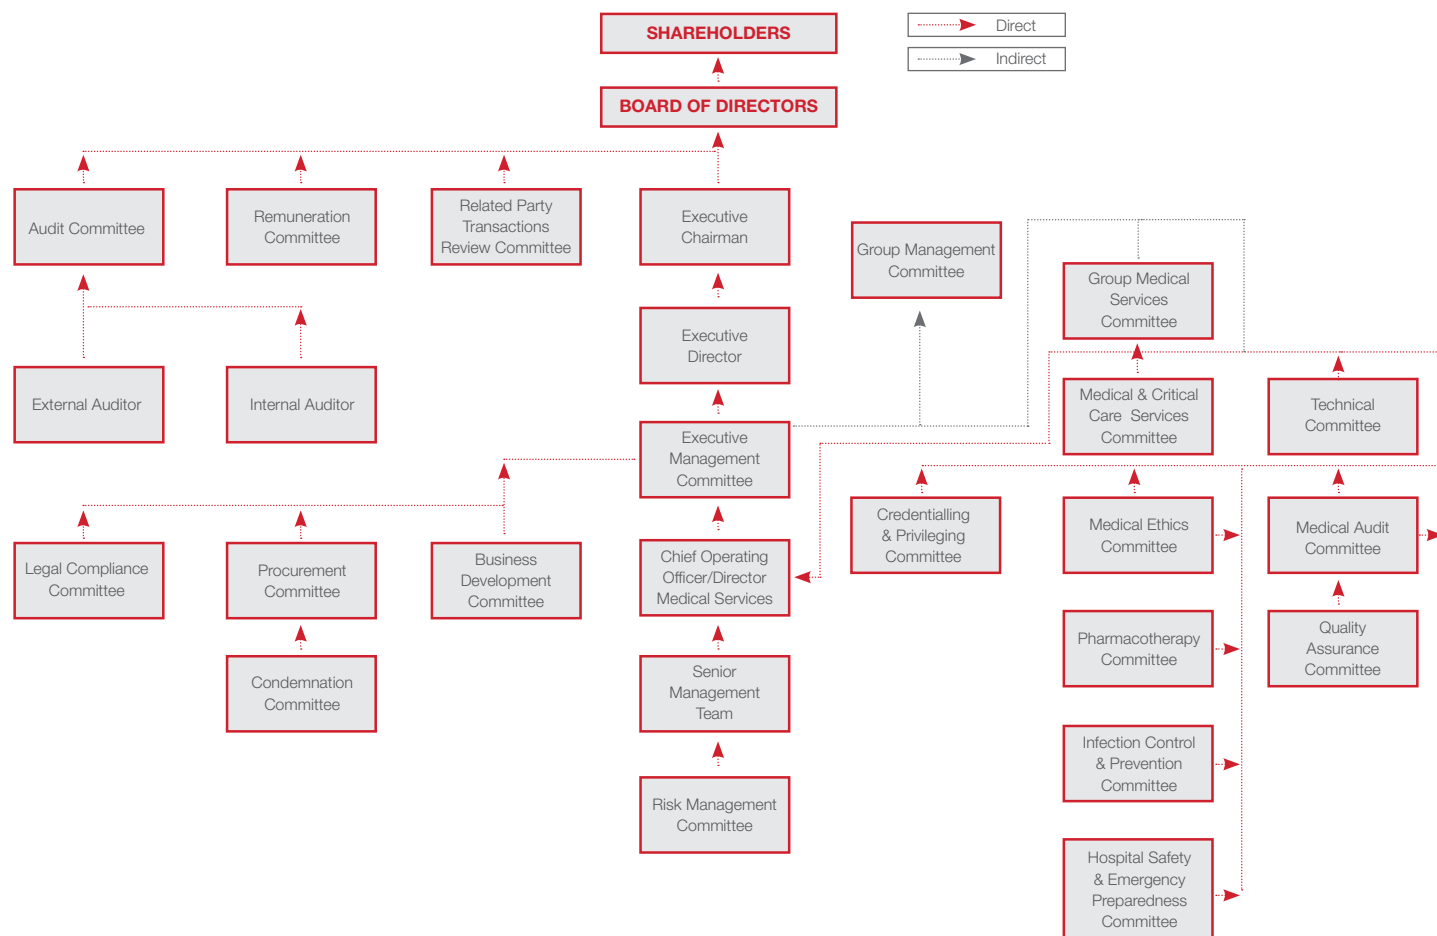 SHAREHOLDERS
Direct
Indirect
BOARD OF DIRECTORS
Audit Committee
Remuneration
Committee
Related Party
Transactions
Review Committee
Executive
Chairman
Group Management
Committee
Group Medical
Services
Committee
Executive
Director
External Auditor
Internal Auditor
Medical & Critical
Care Services
Committee
Technical
Committee
Executive
Management
Committee
Credentialling
& Privileging
Committee
Medical Ethics
Committee
Medical Audit
Committee
Legal Compliance
Committee
Procurement
Committee
Business
Development
Committee
Chief Operating
Officer/Director
Medical Services
Pharmacotherapy
Committee
Quality
Assurance
Committee
Condemnation
Committee
Senior
Management
Team
Infection Control
& Prevention
Committee
Risk Management
Committee
Hospital Safety
& Emergency
Preparedness
Committee